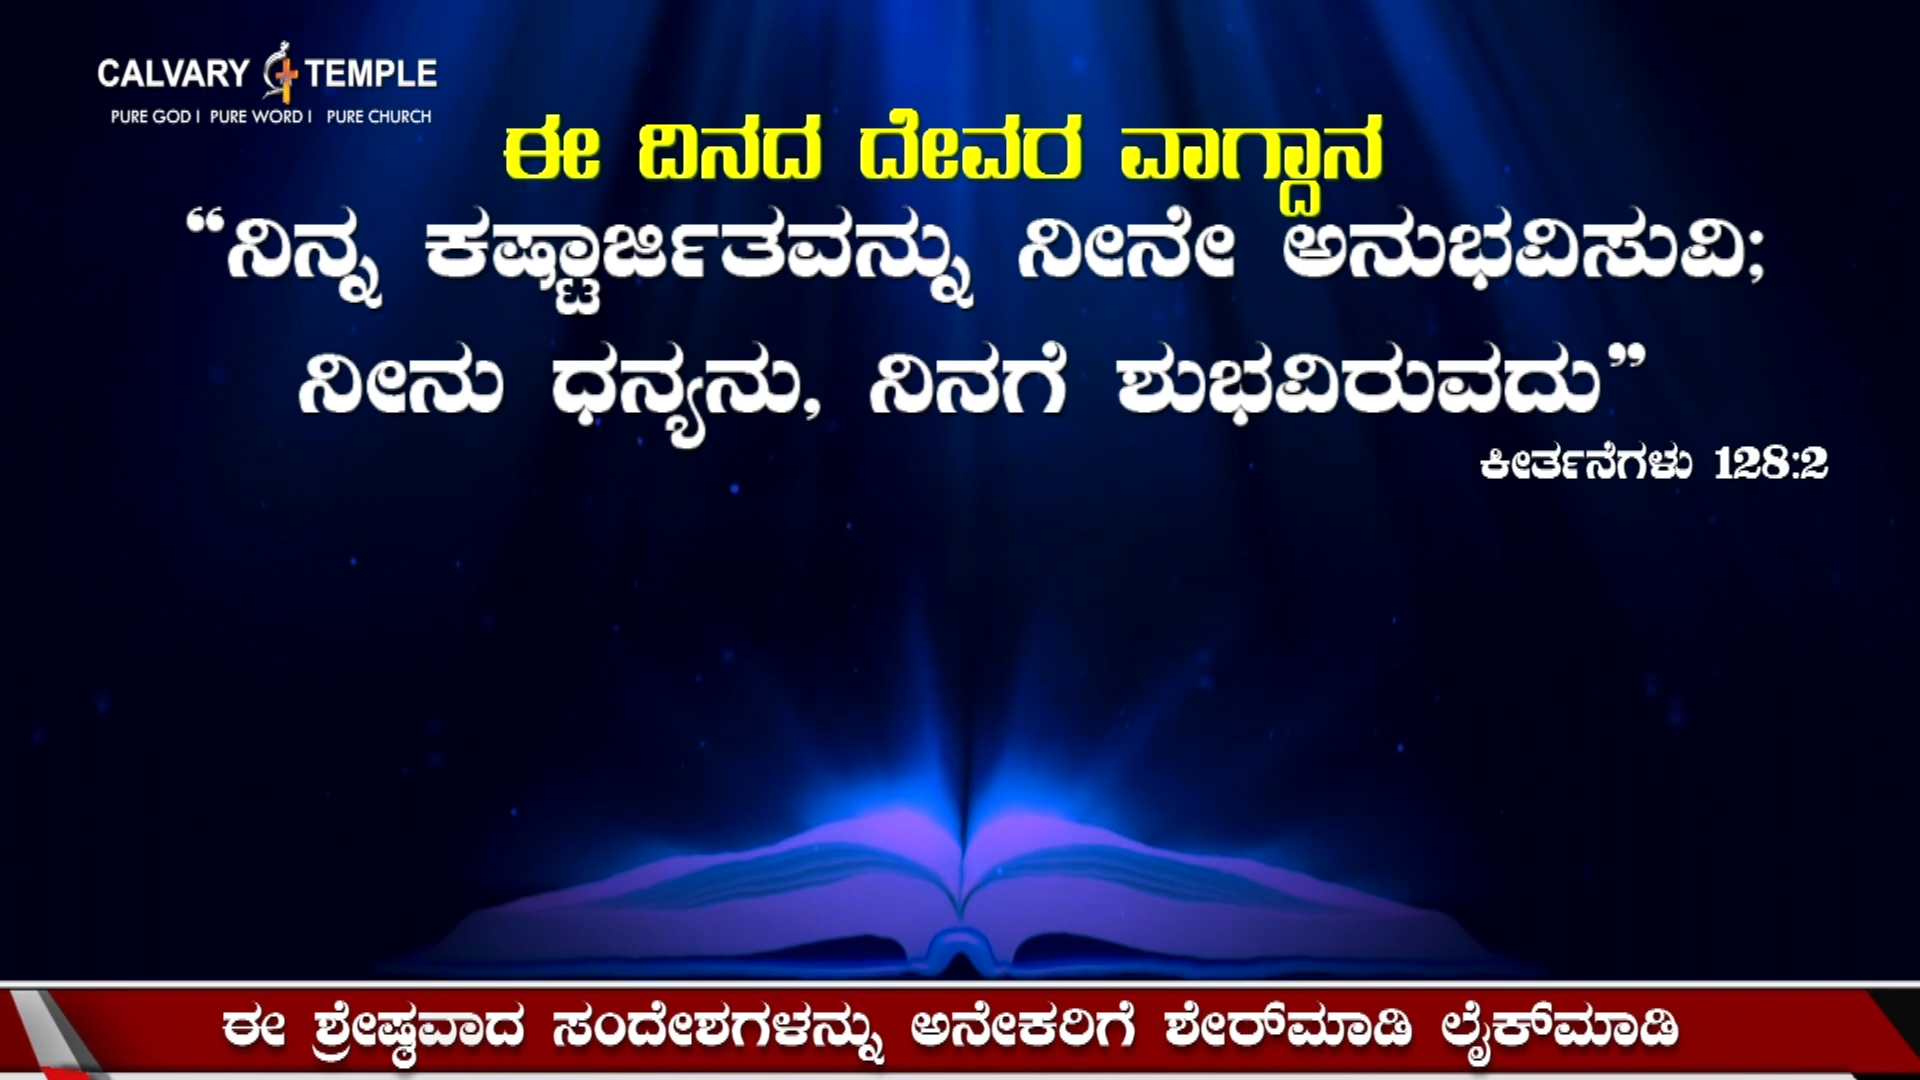 CALVARY TEMPLE
PURE GOD I PURE WORD I PURE CHURCH
ಈ ದಿನದ ದೇವರ ವಾಗ್ದಾನ
“ನಿನ್ನ ಕಷ್ಟಾರ್ಜಿತವನ್ನು ನೀನೇ ಅನುಭವಿಸುವಿ;
ನೀನು ಧನ್ಯನು, ನಿನಗೆ ಶುಭವಿರುವದು”
ಕೀರ್ತನೆಗಳು 128:2
ಈ ಶ್ರೇಷ್ಠವಾದ ಸಂದೇಶಗಳನ್ನು ಅನೇಕರಿಗೆ ಶೇರ್‌ಮಾಡಿ ಲೈಕ್‌ಮಾಡಿ